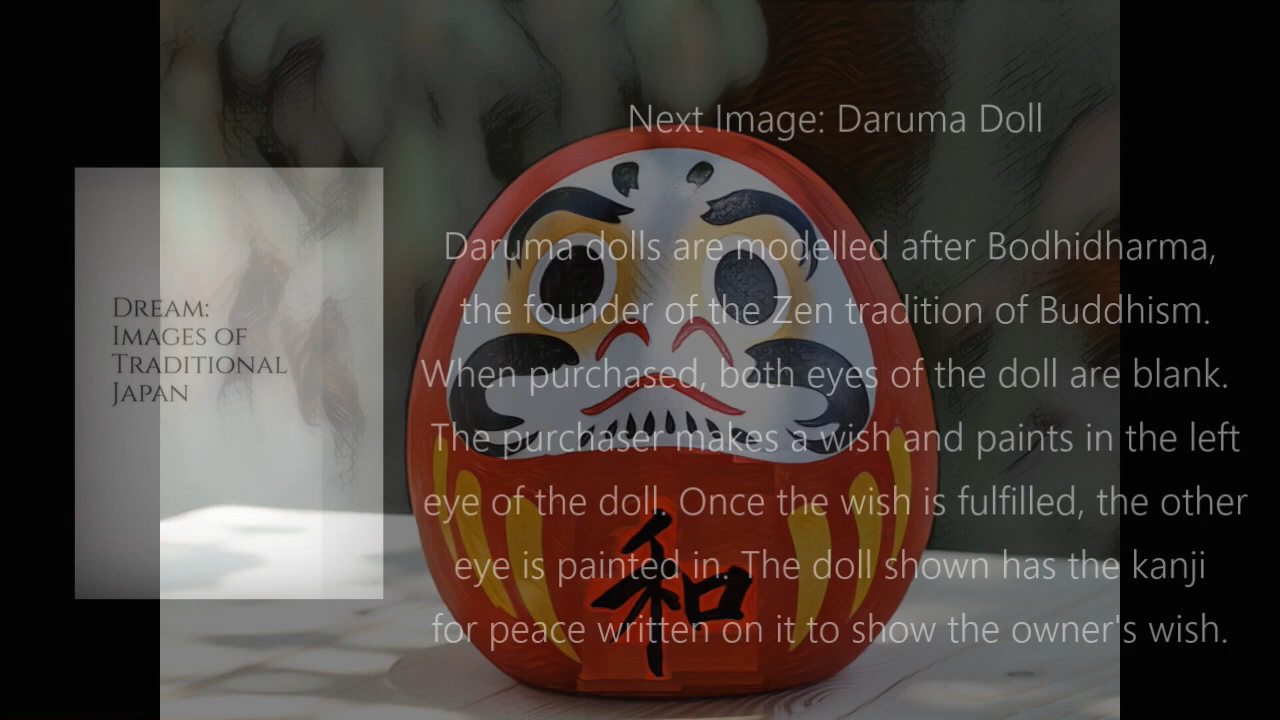 Next Image: Daruma Doll
DREAM:
IMAGES OF
TRADITIONAL
JAPAN
Daruma dolls are modelled after Bodhidharma,
the founder of the Zen tradition of Buddhism.
When purchased, both eyes of the doll are blank.
The purchaser makes a wish and paints in the left
eye of the doll. Once the wish is fulfilled, the other
eye is painted in. The doll shown has the kanji
for peace written on it to show the owner's wish.
和